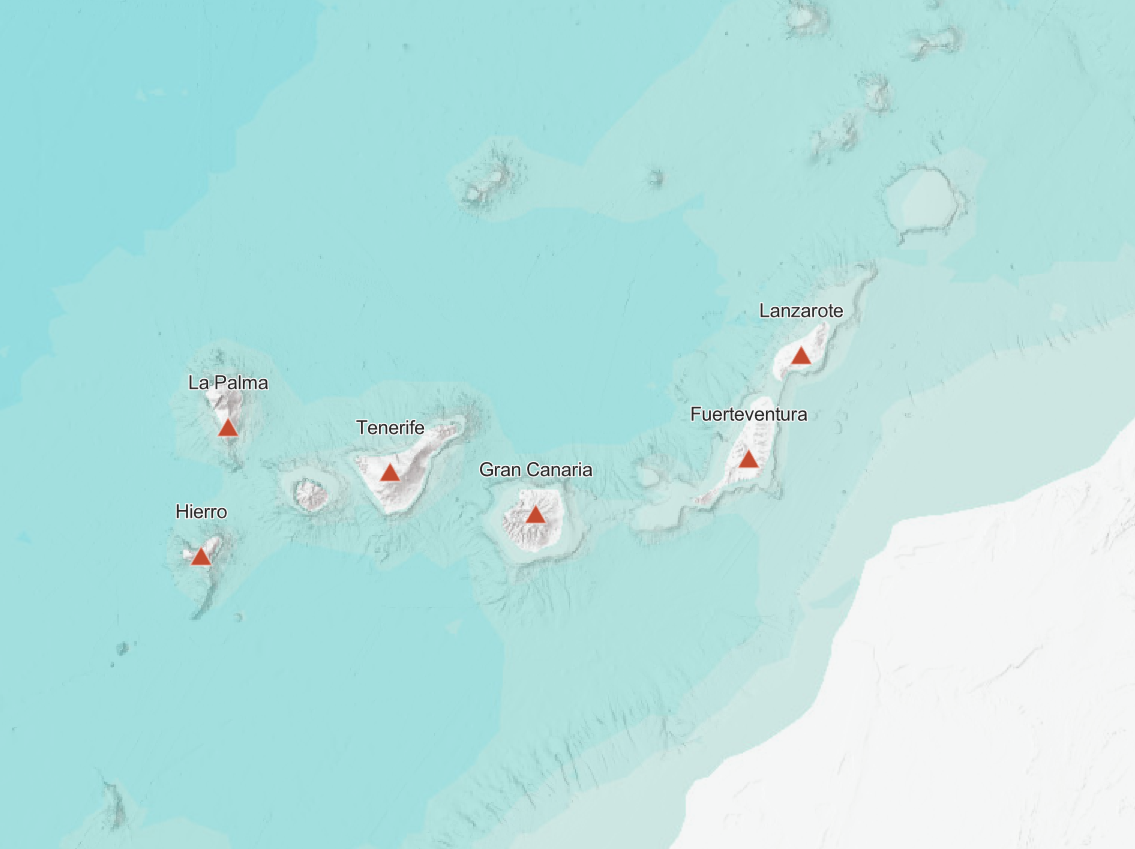 Lanzarote
La Palma
Fuerteventura
Tenerife
Gran Canaria
Hierro